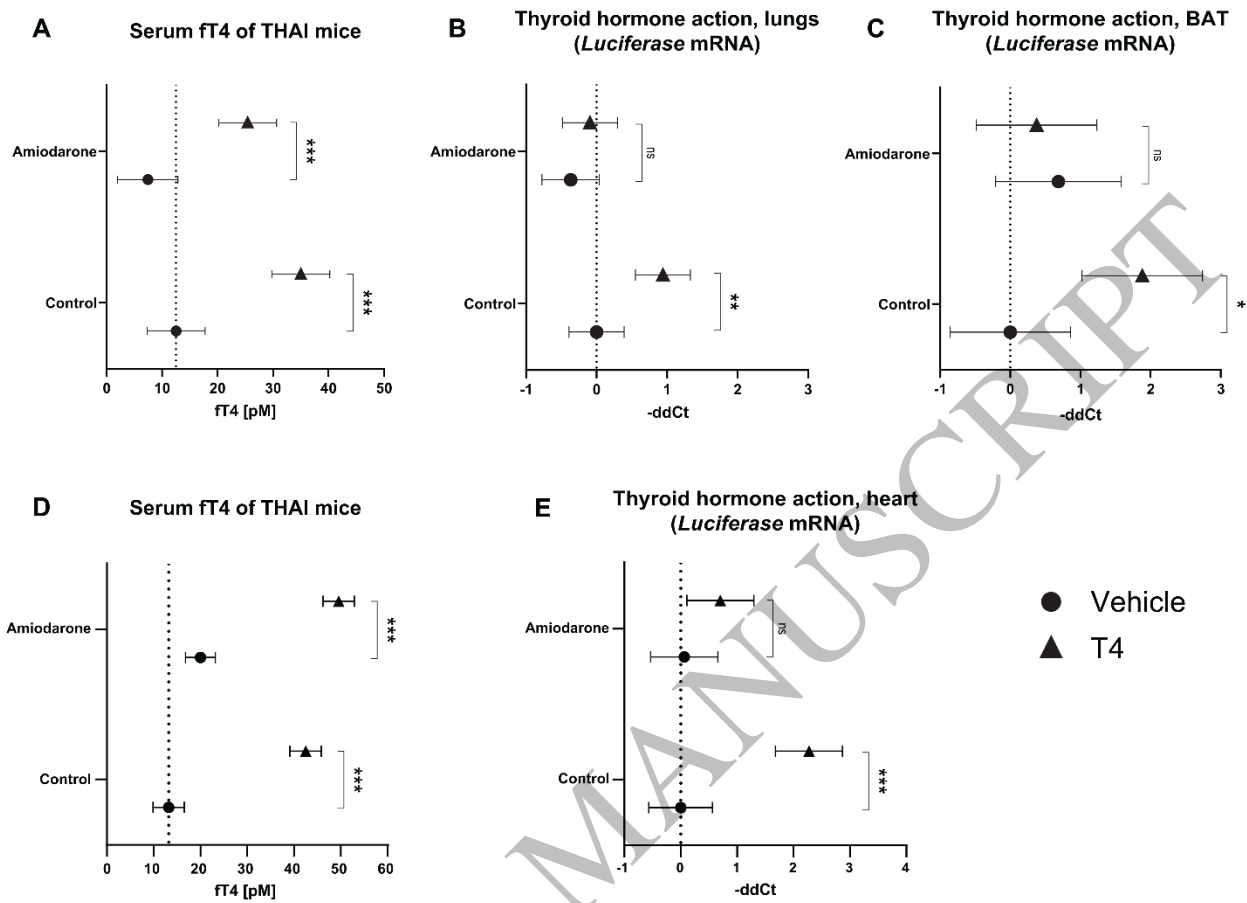 A
Serum fT4 of THAI mice
Amiodarone
Control
***
***
0 10 20 30 40 50
fT4 [pM]
B
Thyroid hormone action, lungs
(Luciferase mRNA)
Amiodarone
Control
ns
**
-1 0 1 2 3
-ddCt
C
Thyroid hormone action, BAT
(Luciferase mRNA)
Amiodarone
Control
ns
*
-1 0 1 2 3
-ddCt
D
Serum fT4 of THAI mice
Amiodarone
Control
***
***
0 10 20 30 40 50 60
fT4 [pM]
E
Thyroid hormone action, heart
(Luciferase mRNA)
Amiodarone
Control
ns
***
-1 0 1 2 3 4
-ddCt
Vehicle
T4
MANUSCRIPT